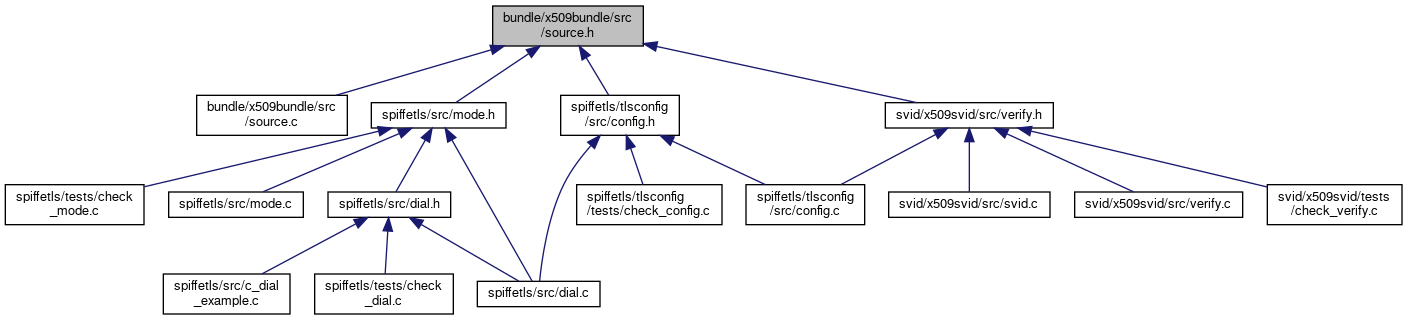 bundle/x509bundle/src
/source.h
bundle/x509bundle/src
/source.c
spiffetls/src/mode.h
spiffetls/tlsconfig
/src/config.h
svid/x509svid/src/verify.h
spiffetls/tests/check
_mode.c
spiffetls/src/mode.c
spiffetls/src/dial.h
spiffetls/tlsconfig
/tests/check_config.c
spiffetls/tlsconfig
/src/config.c
svid/x509svid/src/svid.c
svid/x509svid/src/verify.c
svid/x509svid/tests
/check_verify.c
spiffetls/src/c_dial
_example.c
spiffetls/tests/check
_dial.c
spiffetls/src/dial.c